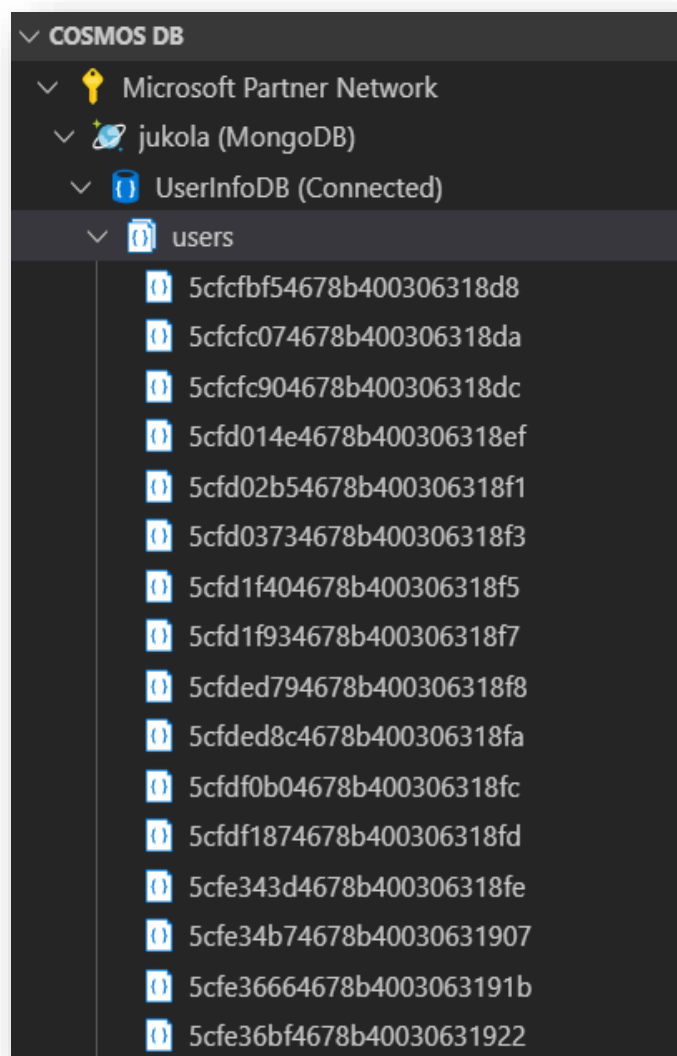 COSMOS DB
Microsoft Partner Network
jukola (MongoDB)
UserInfoDB (Connected)
users
5cfcfbf54678b400306318d8
5cfcfc074678b400306318da
5cfcfc904678b400306318dc
5cfd014e4678b400306318ef
5cfd02b54678b400306318f1
5cfd03734678b400306318f3
5cfd1f404678b400306318f5
5cfd1f934678b400306318f7
5cfded794678b400306318f8
5cfded8c4678b400306318fa
5cfdf0b04678b400306318fc
5cfdf1874678b400306318fd
5cfe343d4678b400306318fe
5cfe34b74678b40030631907
5cfe36664678b4003063191b
5cfe36bf4678b40030631922